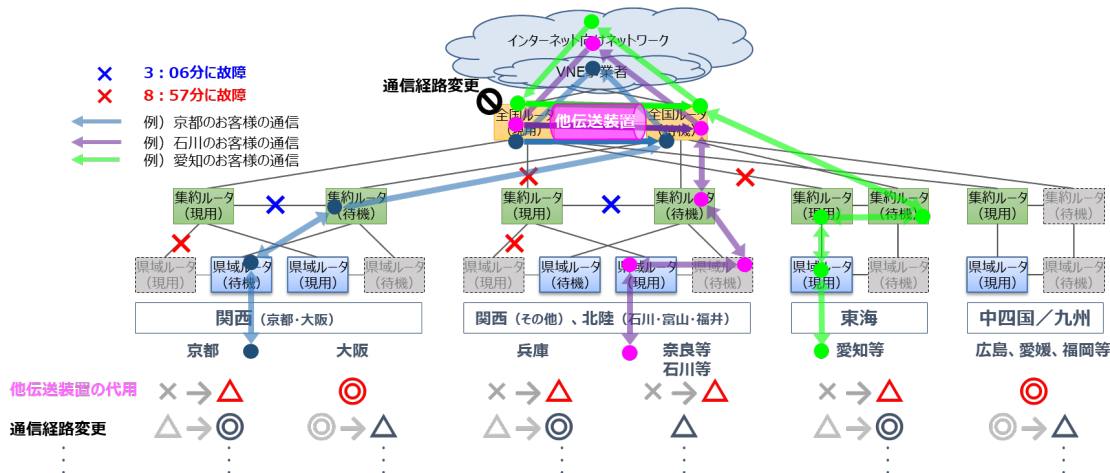 インターネット向けネットワーク
VNE事業者
通信経路変更
× 3:06分に故障
× 8:57分に故障
例)京都のお客様の通信
例)石川のお客様の通信
例)愛知のお客様の通信
全国ルータ
(現用)
他伝送装置
全国ルータ
(待機)
集約ルータ
(現用)
集約ルータ
(待機)
集約ルータ
(現用)
集約ルータ
(待機)
集約ルータ
(現用)
集約ルータ
(待機)
集約ルータ
(現用)
集約ルータ
(待機)
県域ルータ
(現用)
県域ルータ
(待機)
県域ルータ
(現用)
県域ルータ
(待機)
県域ルータ
(現用)
県域ルータ
(待機)
県域ルータ
(現用)
県域ルータ
(待機)
県域ルータ
(現用)
県域ルータ
(待機)
県域ルータ
(現用)
県域ルータ
(待機)
関西(京都・大阪)
関西(その他)、北陸(石川・富山・福井)
東海
中四国/九州
京都
大阪
兵庫
奈良等
石川等
愛知等
広島、愛媛、福岡等
他伝送装置の代用 ×→△ ◎ ×→△ ×→△ ×→△ ◎
通信経路変更 △→◎ ◎→△ △→◎ △ △→◎ ◎→△